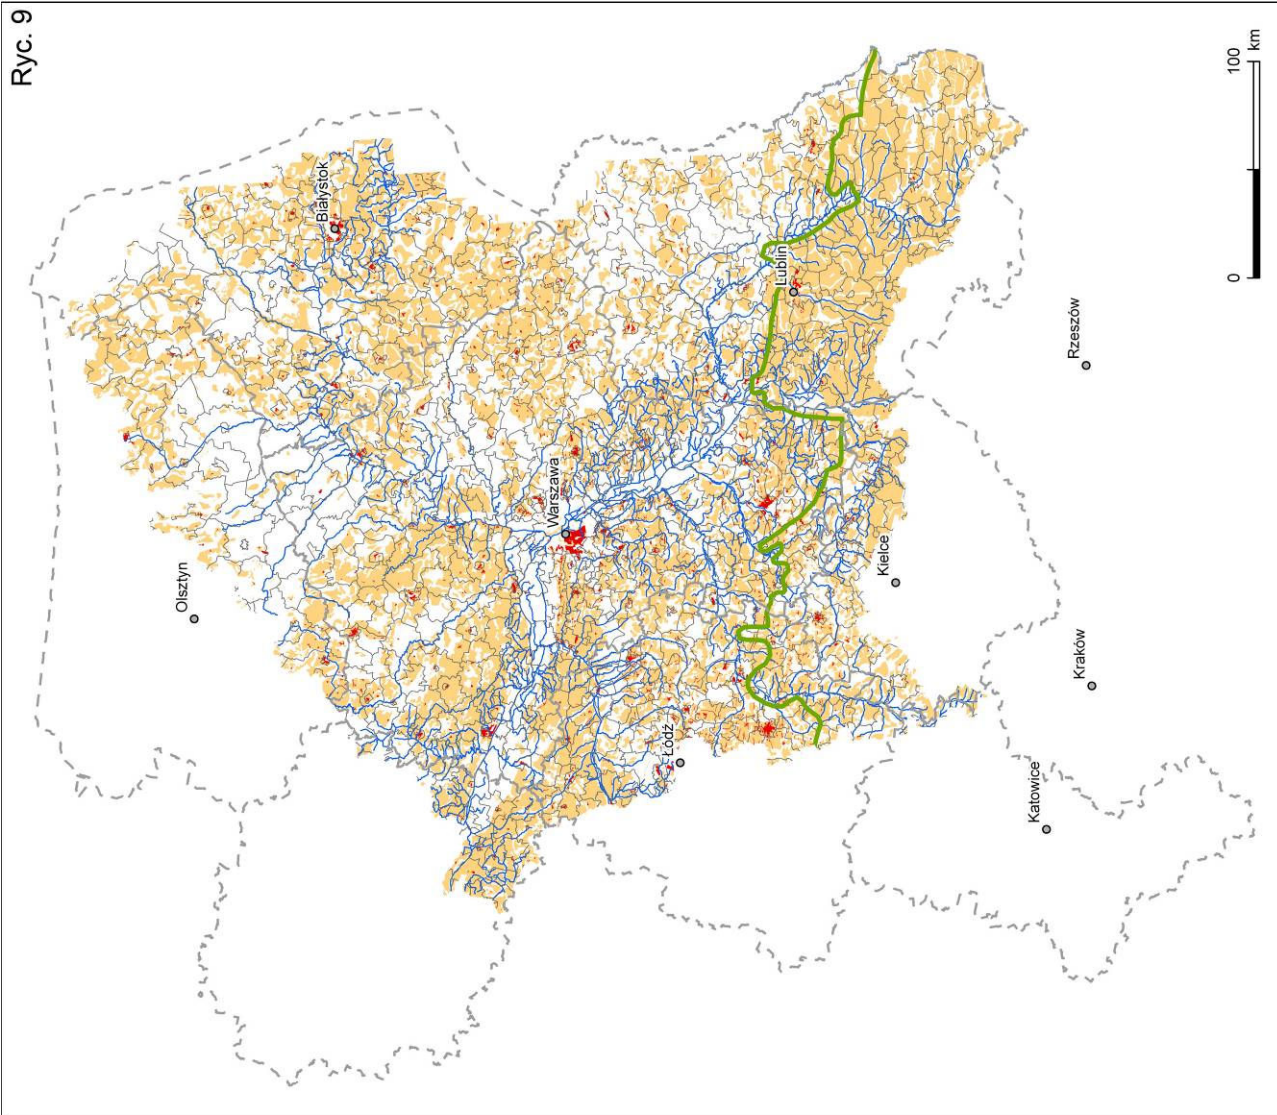 Ryc. 9
Olsztyn
Białystok
Warszawa
Łódź
Lublin
Kielce
Rzeszów
Kraków
Katowice
0 100
km